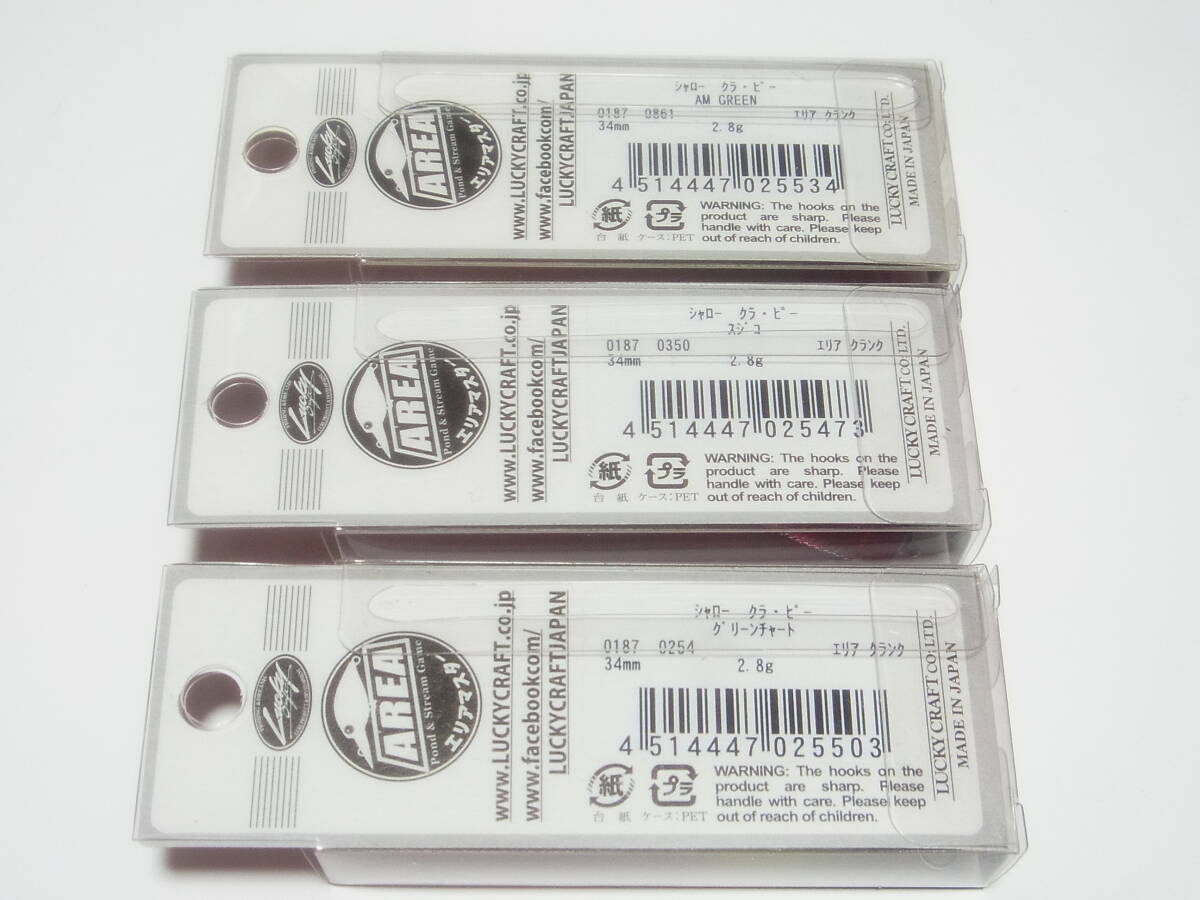 シャロー クラ・ピー
AM GREEN
0187 0861 エリア クランク
34mm 2.8g
4 514447 025534
WARNING: The hooks on the
product are sharp. Please
handle with care. Please keep
out of reach of children.
紙 プラ
台紙 ケース:PET
LUCKY CRAFT CO.LTD.
MADE IN JAPAN
www.LUCKYCRAFT.co.jp
www.facebookcom/
LUCKYCRAFTJAPAN
AREA
Pond & Stream Game
エリアマスター
Lucky
シャロー クラ・ピー
スジコ
0187 0350 エリア クランク
34mm 2.8g
4 514447 025473
WARNING: The hooks on the
product are sharp. Please
handle with care. Please keep
out of reach of children.
紙 プラ
台紙 ケース:PET
LUCKY CRAFT CO.LTD.
MADE IN JAPAN
www.LUCKYCRAFT.co.jp
www.facebookcom/
LUCKYCRAFTJAPAN
AREA
Pond & Stream Game
エリアマスター
Lucky
シャロー クラ・ピー
グリーンチャート
0187 0254 エリア クランク
34mm 2.8g
4 514447 025503
WARNING: The hooks on the
product are sharp. Please
handle with care. Please keep
out of reach of children.
紙 プラ
台紙 ケース:PET
LUCKY CRAFT CO.LTD.
MADE IN JAPAN
www.LUCKYCRAFT.co.jp
www.facebookcom/
LUCKYCRAFTJAPAN
AREA
Pond & Stream Game
エリアマスター
Lucky